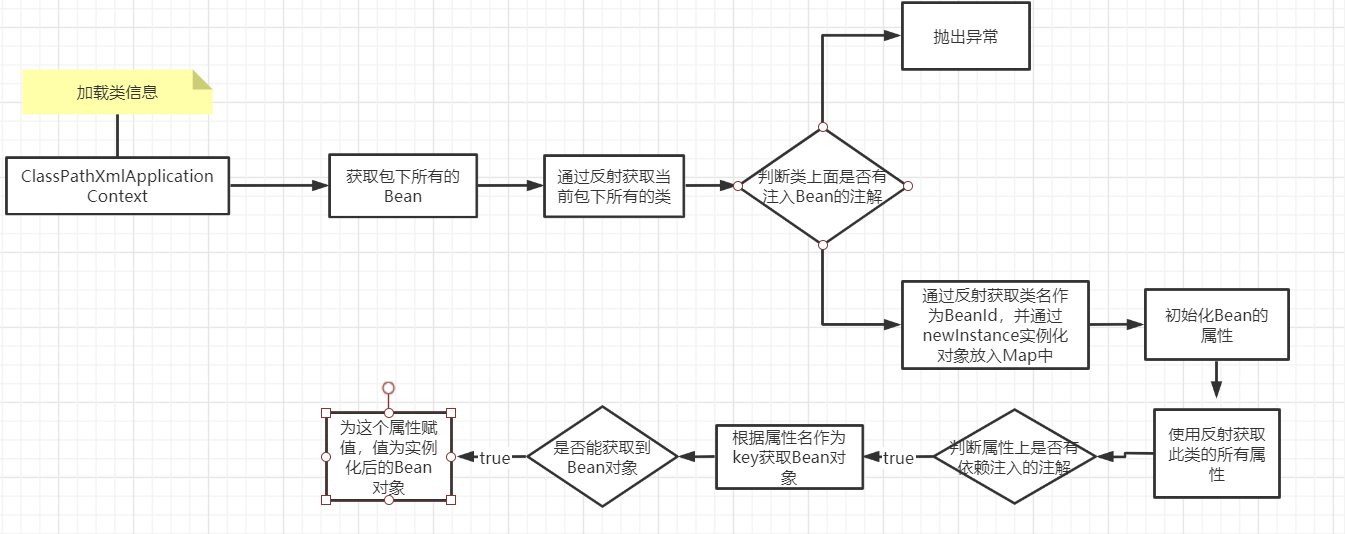 抛出异常
加载类信息
ClassPathXmlApplication
Context
获取包下所有的
Bean
通过反射获取当
前包下所有的类
判断类上面是否有
注入Bean的注解
通过反射获取类名作
为BeanId，并通过
newInstance实例化
对象放入Map中
初始化Bean的
属性
使用反射获取
此类的所有属
性
判断属性上是否有
依赖注入的注解
true
根据属性名作为
key获取Bean对
象
是否能获取到
Bean对象
true
为这个属性赋
值，值为实例
化后的Bean
对象